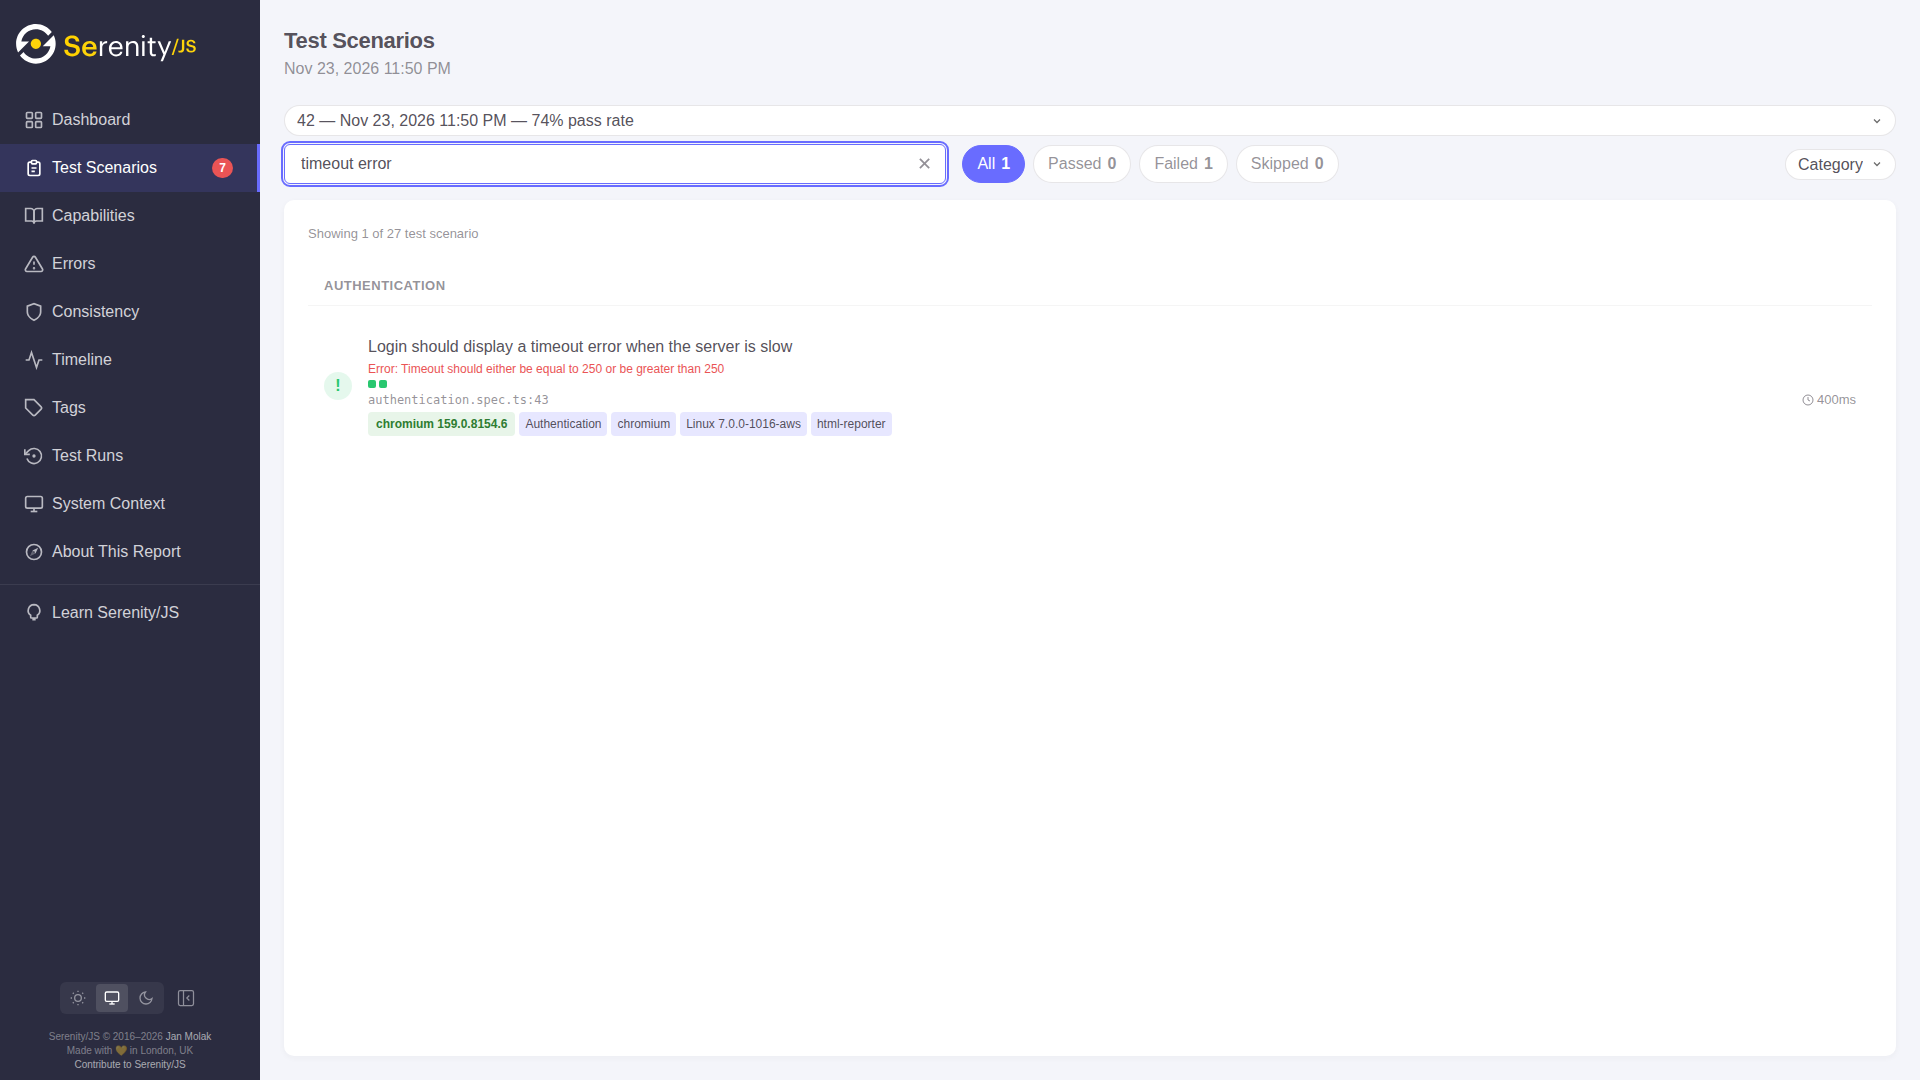 Serenity/JS
Dashboard
Test Scenarios 7
Capabilities
Errors
Consistency
Timeline
Tags
Test Runs
System Context
About This Report
Learn Serenity/JS
Serenity/JS © 2016–2026 Jan Molak
Made with 🤎 in London, UK
Contribute to Serenity/JS
Test Scenarios
Nov 23, 2026 11:50 PM
42 — Nov 23, 2026 11:50 PM — 74% pass rate
timeout error
All 1 Passed 0 Failed 1 Skipped 0 Category
Showing 1 of 27 test scenario
AUTHENTICATION
Login should display a timeout error when the server is slow
Error: Timeout should either be equal to 250 or be greater than 250
!
authentication.spec.ts:43
400ms
chromium 159.0.8154.6 Authentication chromium Linux 7.0.0-1016-aws html-reporter